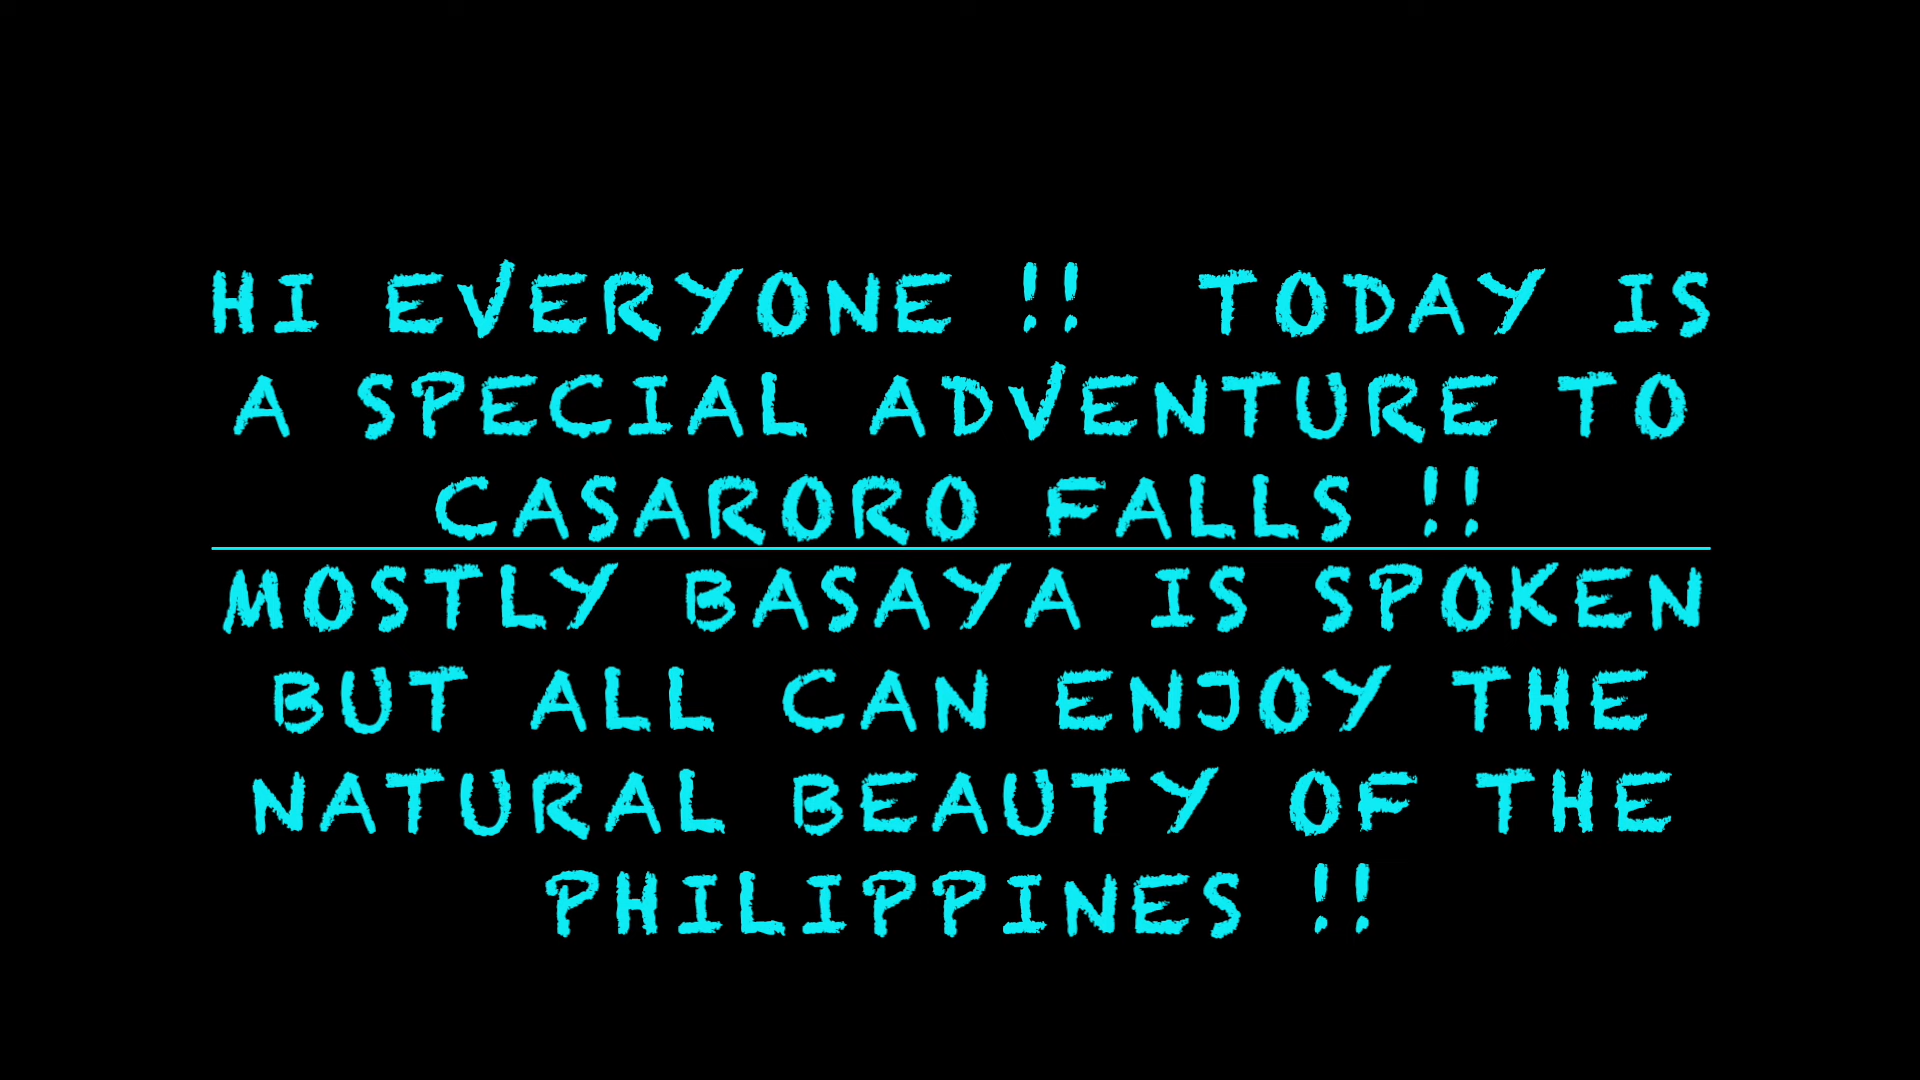 HI EVERYONE !! TODAY IS
A SPECIAL ADVENTURE TO
CASARORO FALLS !!
MOSTLY BASAYA IS SPOKEN
BUT ALL CAN ENJOY THE
NATURAL BEAUTY OF THE
PHILIPPINES !!